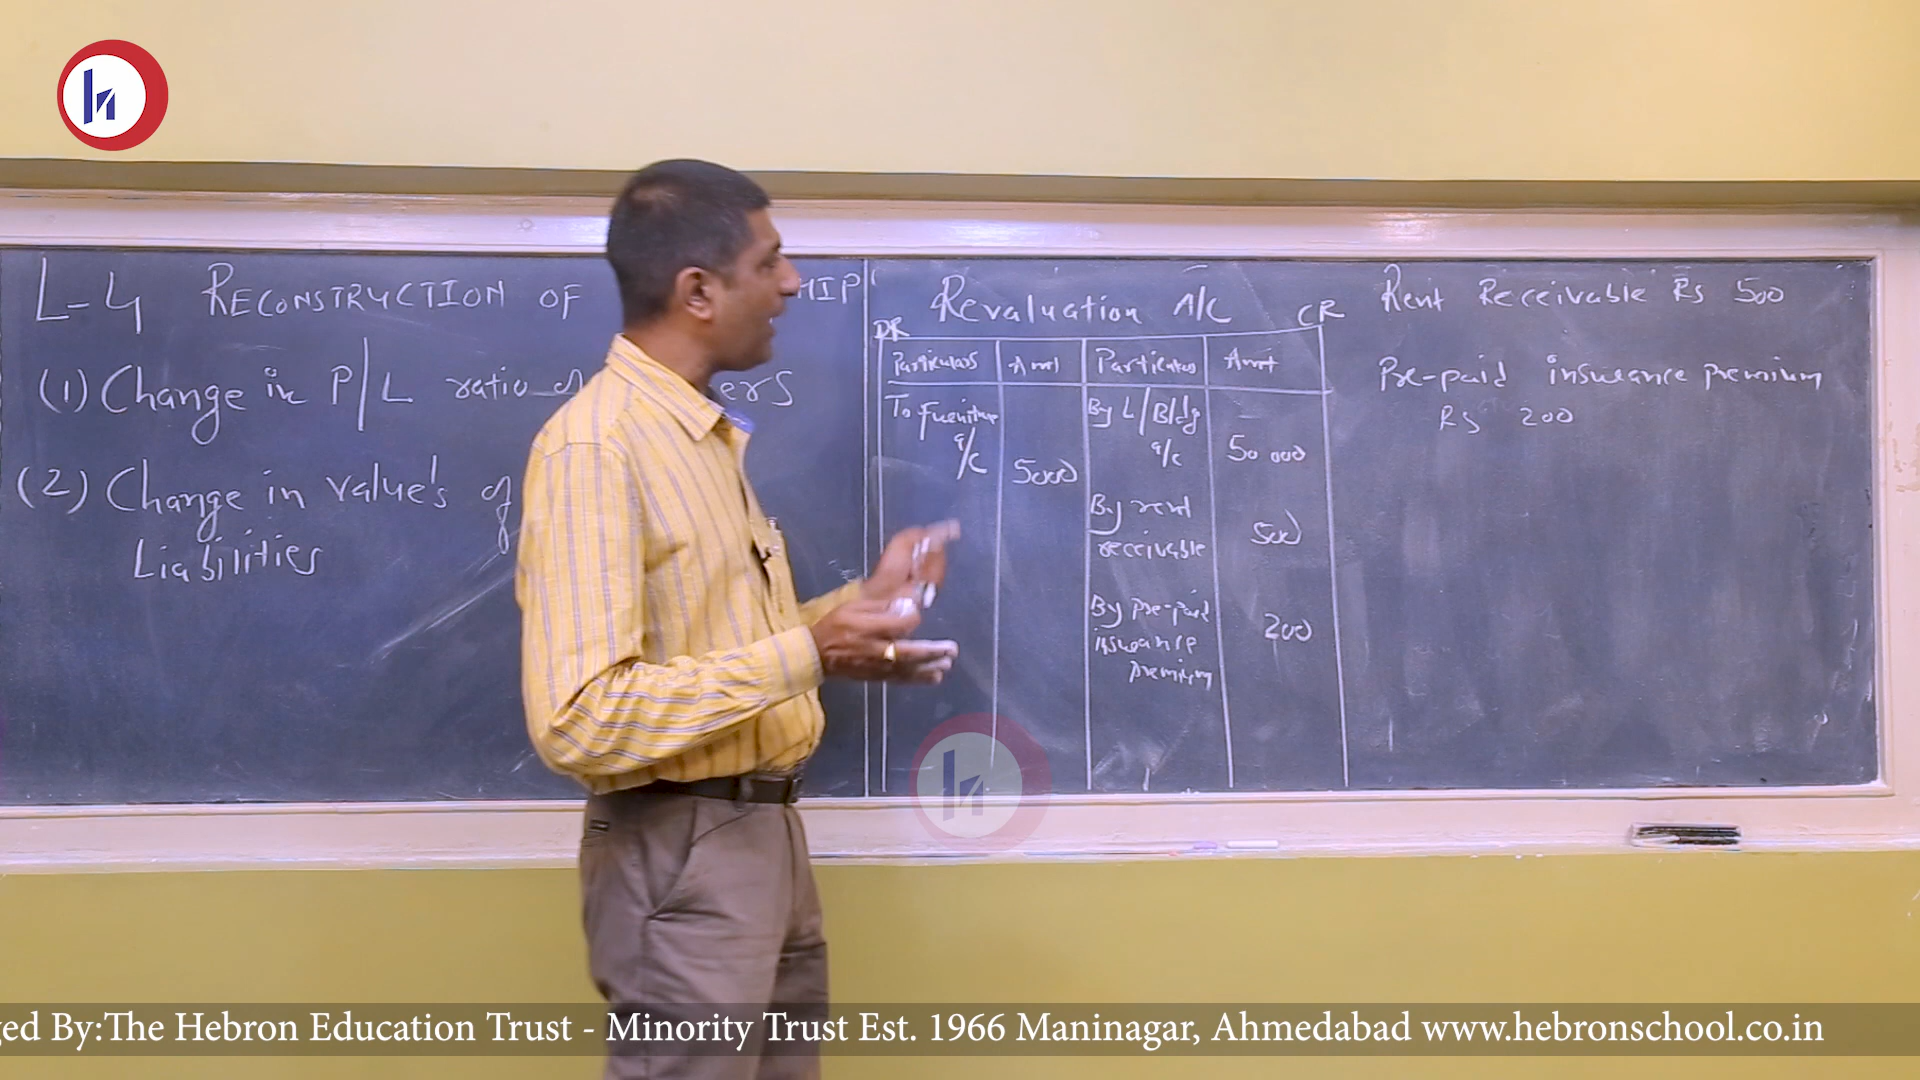 L-4 RECONSTRUCTION OF
(1) Change in P/L ratio
(2) Change in value's of
Liabilities
Revaluation A/C
DR CR
Particulars Amt Particulars Amt
To Furniture
a/c
5000
By L/Bldg
a/c
50 000
By rent
receivable
500
By pre-paid
insurance
premium
200
Rent Receivable Rs 500
Pre-paid insurance premium
Rs 200
By:The Hebron Education Trust - Minority Trust Est. 1966 Maninagar, Ahmedabad www.hebronschool.co.in